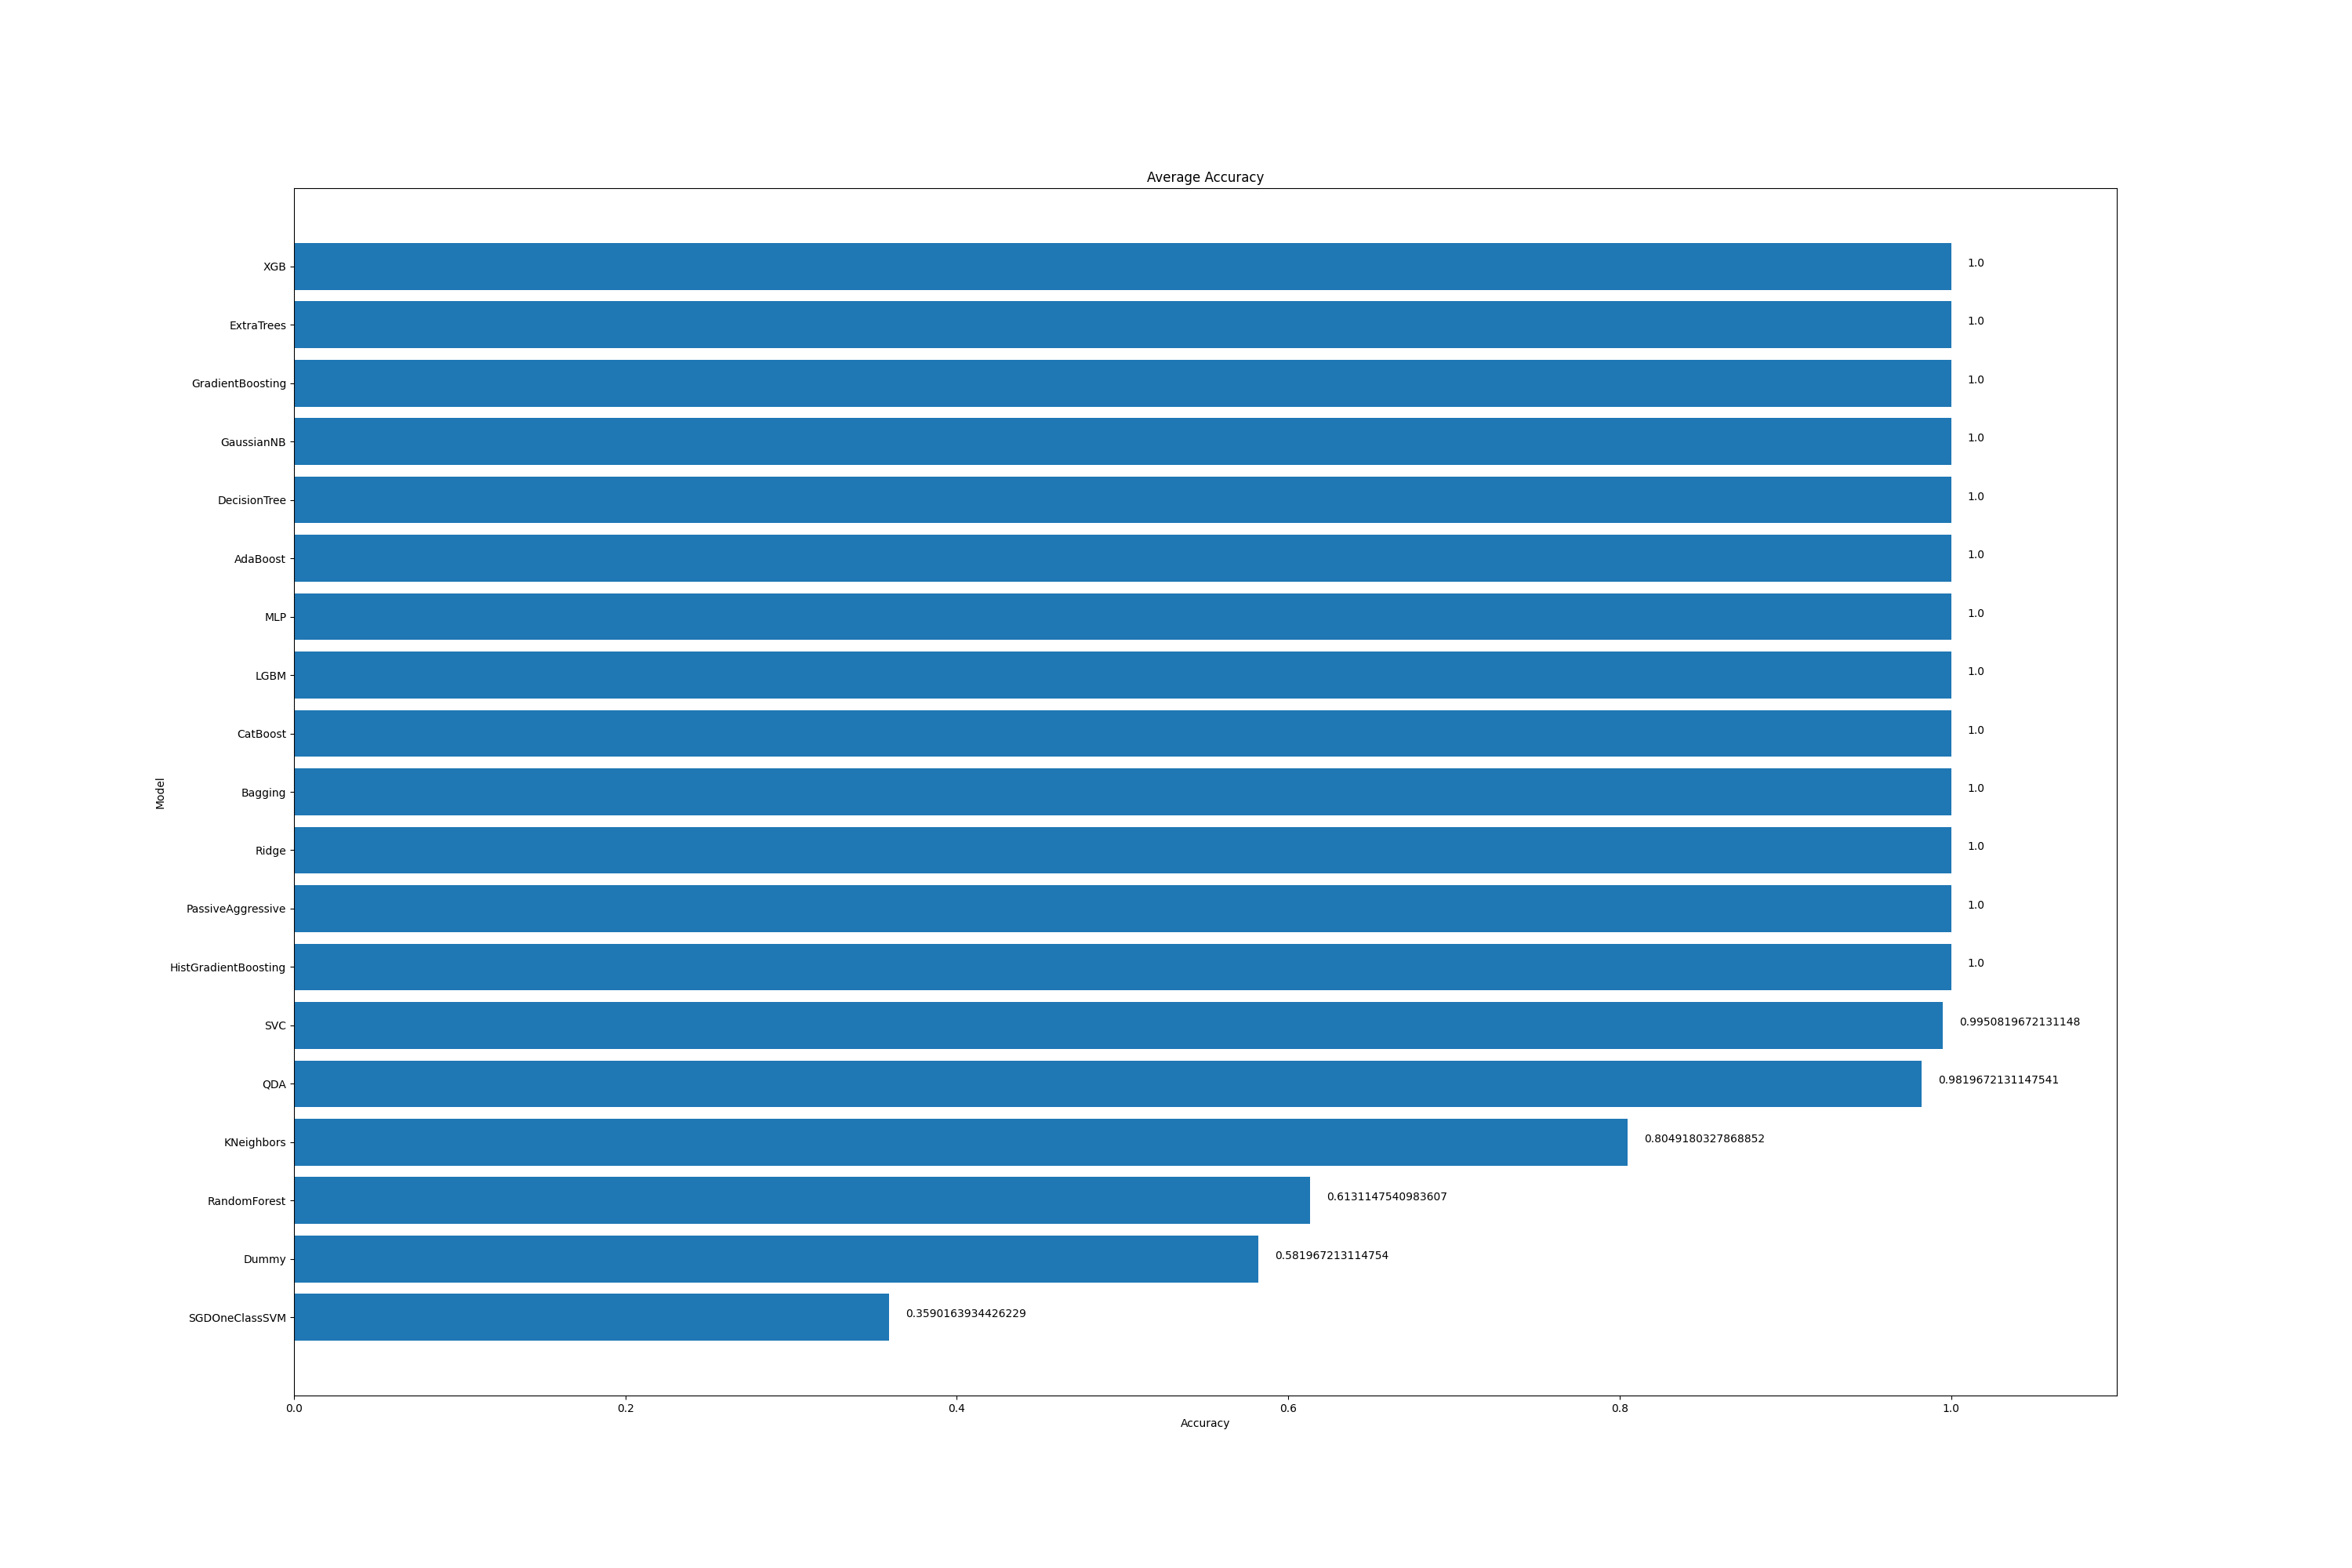 Average Accuracy
XGB 1.0
ExtraTrees 1.0
GradientBoosting 1.0
GaussianNB 1.0
DecisionTree 1.0
AdaBoost 1.0
MLP 1.0
LGBM 1.0
CatBoost 1.0
Model
Bagging 1.0
Ridge 1.0
PassiveAggressive 1.0
HistGradientBoosting 1.0
SVC 0.9950819672131148
QDA 0.9819672131147541
KNeighbors 0.8049180327868852
RandomForest 0.6131147540983607
Dummy 0.581967213114754
SGDOneClassSVM 0.3590163934426229
0.0 0.2 0.4 0.6 0.8 1.0
Accuracy